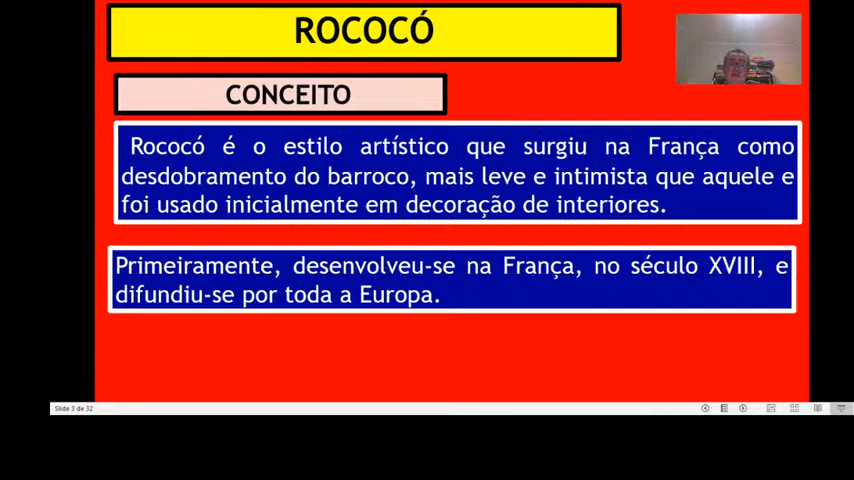 ROCOCÓ
CONCEITO
Rococó é o estilo artístico que surgiu na França como
desdobramento do barroco, mais leve e intimista que aquele e
foi usado inicialmente em decoração de interiores.
Primeiramente, desenvolveu-se na França, no século XVIII, e
difundiu-se por toda a Europa.
Slide 3 de 32